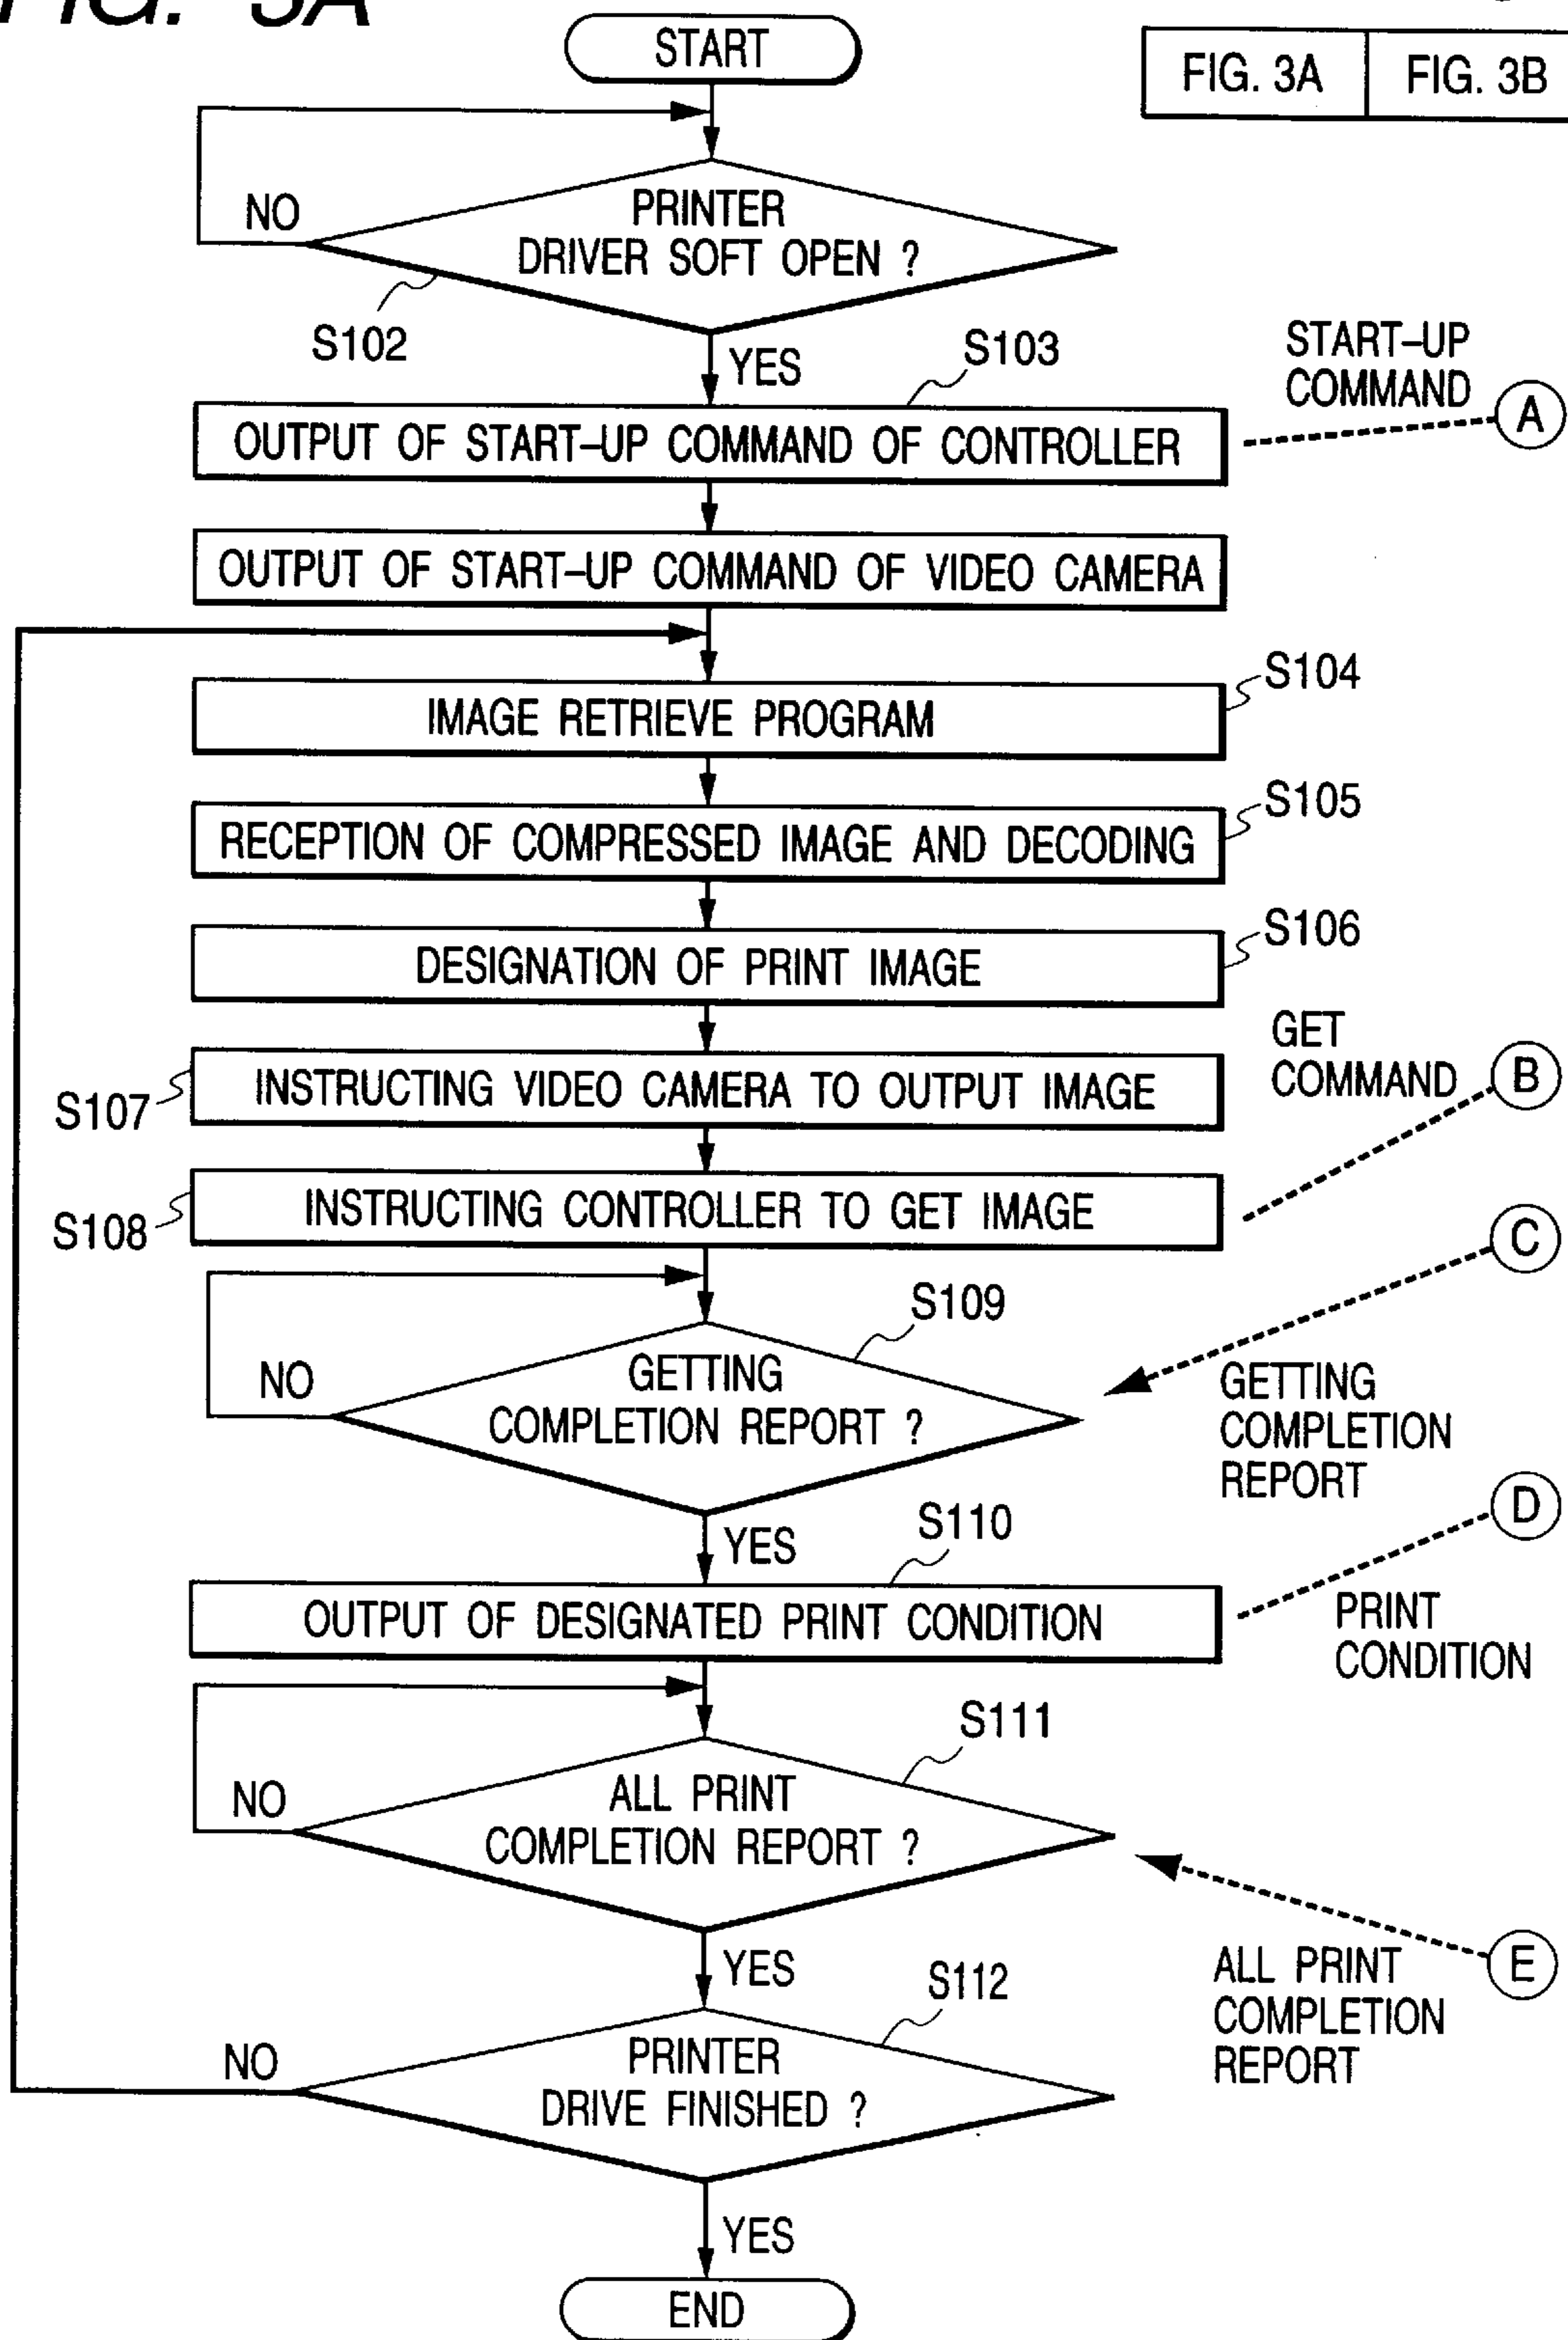 FIG. 3A
START
FIG. 3A FIG. 3B
NO
PRINTER
DRIVER SOFT OPEN ?
S102
YES
S103
START-UP
COMMAND
A
OUTPUT OF START-UP COMMAND OF CONTROLLER
OUTPUT OF START-UP COMMAND OF VIDEO CAMERA
S104
IMAGE RETRIEVE PROGRAM
S105
RECEPTION OF COMPRESSED IMAGE AND DECODING
S106
DESIGNATION OF PRINT IMAGE
GET
COMMAND
B
S107
INSTRUCTING VIDEO CAMERA TO OUTPUT IMAGE
S108
INSTRUCTING CONTROLLER TO GET IMAGE
C
S109
NO
GETTING
COMPLETION REPORT ?
GETTING
COMPLETION
REPORT
D
YES
S110
OUTPUT OF DESIGNATED PRINT CONDITION
PRINT
CONDITION
S111
NO
ALL PRINT
COMPLETION REPORT ?
E
ALL PRINT
COMPLETION
REPORT
YES
S112
NO
PRINTER
DRIVE FINISHED ?
YES
END